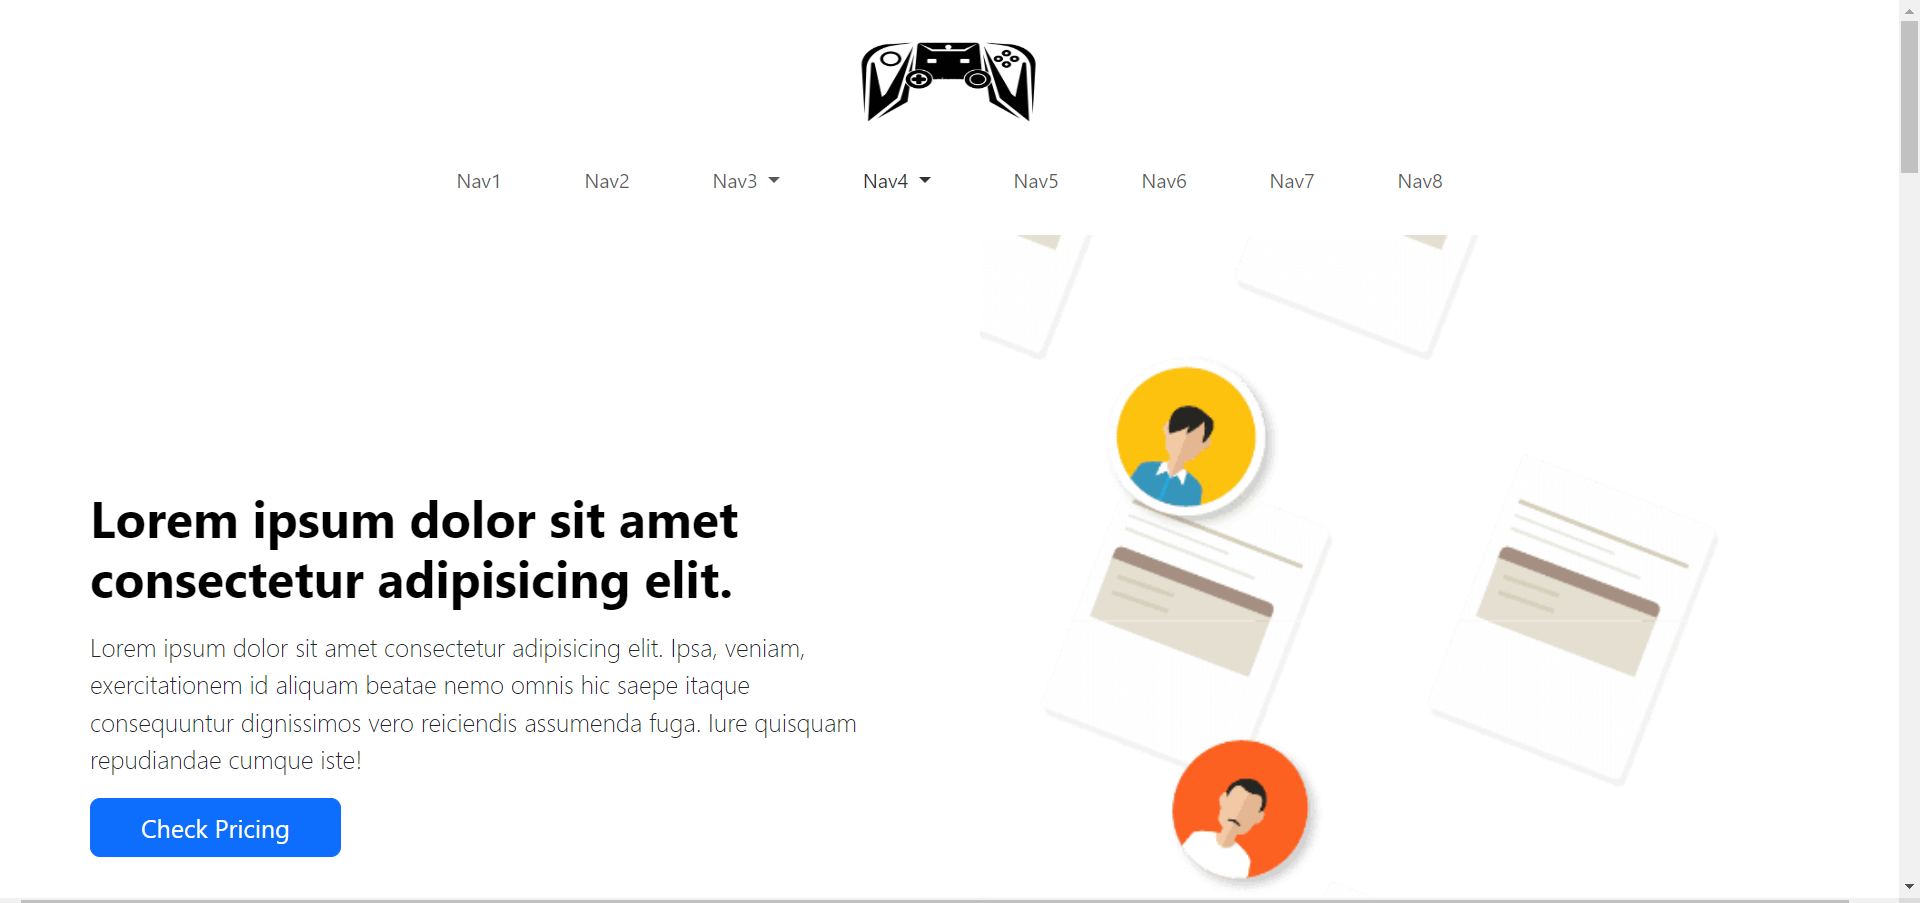 Nav1 Nav2 Nav3 Nav4 Nav5 Nav6 Nav7 Nav8
Lorem ipsum dolor sit amet
consectetur adipisicing elit.
Lorem ipsum dolor sit amet consectetur adipisicing elit. Ipsa, veniam,
exercitationem id aliquam beatae nemo omnis hic saepe itaque
consequuntur dignissimos vero reiciendis assumenda fuga. Iure quisquam
repudiandae cumque iste!
Check Pricing